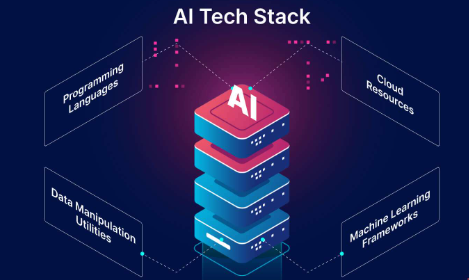 AI Tech Stack
Programming
Languages
Cloud
Resources
AI
Data Manipulation
Utilities
Machine Learning
Frameworks